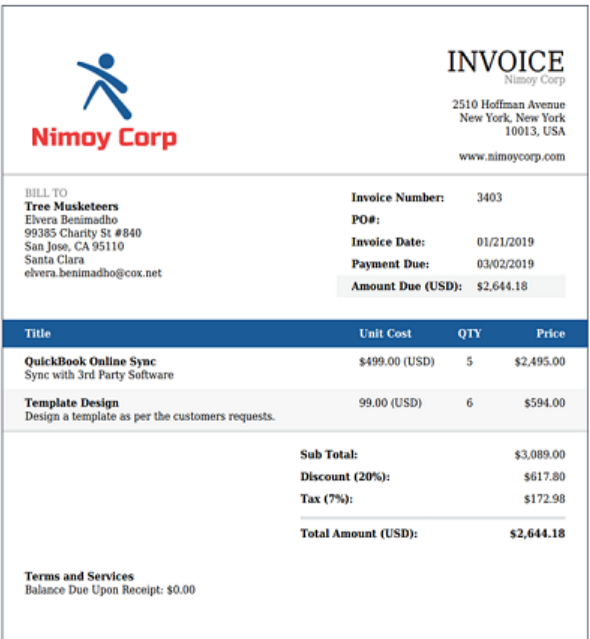 INVOICE
Nimoy Corp
Nimoy Corp
2510 Hoffman Avenue
New York, New York
10013, USA
www.nimoycorp.com
BILL TO
Tree Musketeers
Elvera Benimadho
99385 Charity St #840
San Jose, CA 95110
Santa Clara
elvera.benimadho@cox.net
Invoice Number: 3403
PO#:
Invoice Date: 01/21/2019
Payment Due: 03/02/2019
Amount Due (USD): $2,644.18
Title Unit Cost QTY Price
QuickBook Online Sync $499.00 (USD) 5 $2,495.00
Sync with 3rd Party Software
Template Design 99.00 (USD) 6 $594.00
Design a template as per the customers requests.
Sub Total: $3,089.00
Discount (20%): $617.80
Tax (7%): $172.98
Total Amount (USD): $2,644.18
Terms and Services
Balance Due Upon Receipt: $0.00